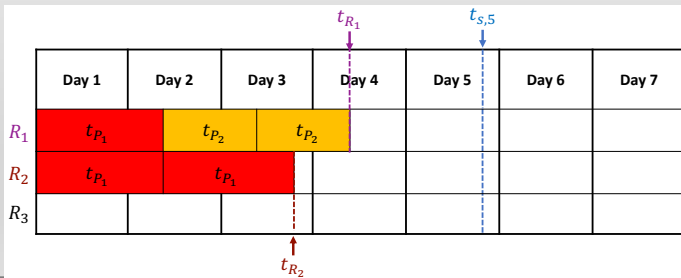 t_{R_1} t_{s,5}
Day 1 Day 2 Day 3 Day 4 Day 5 Day 6 Day 7
R_1 t_{P_1} t_{P_2} t_{P_2}
R_2 t_{P_1} t_{P_1}
R_3
t_{R_2}